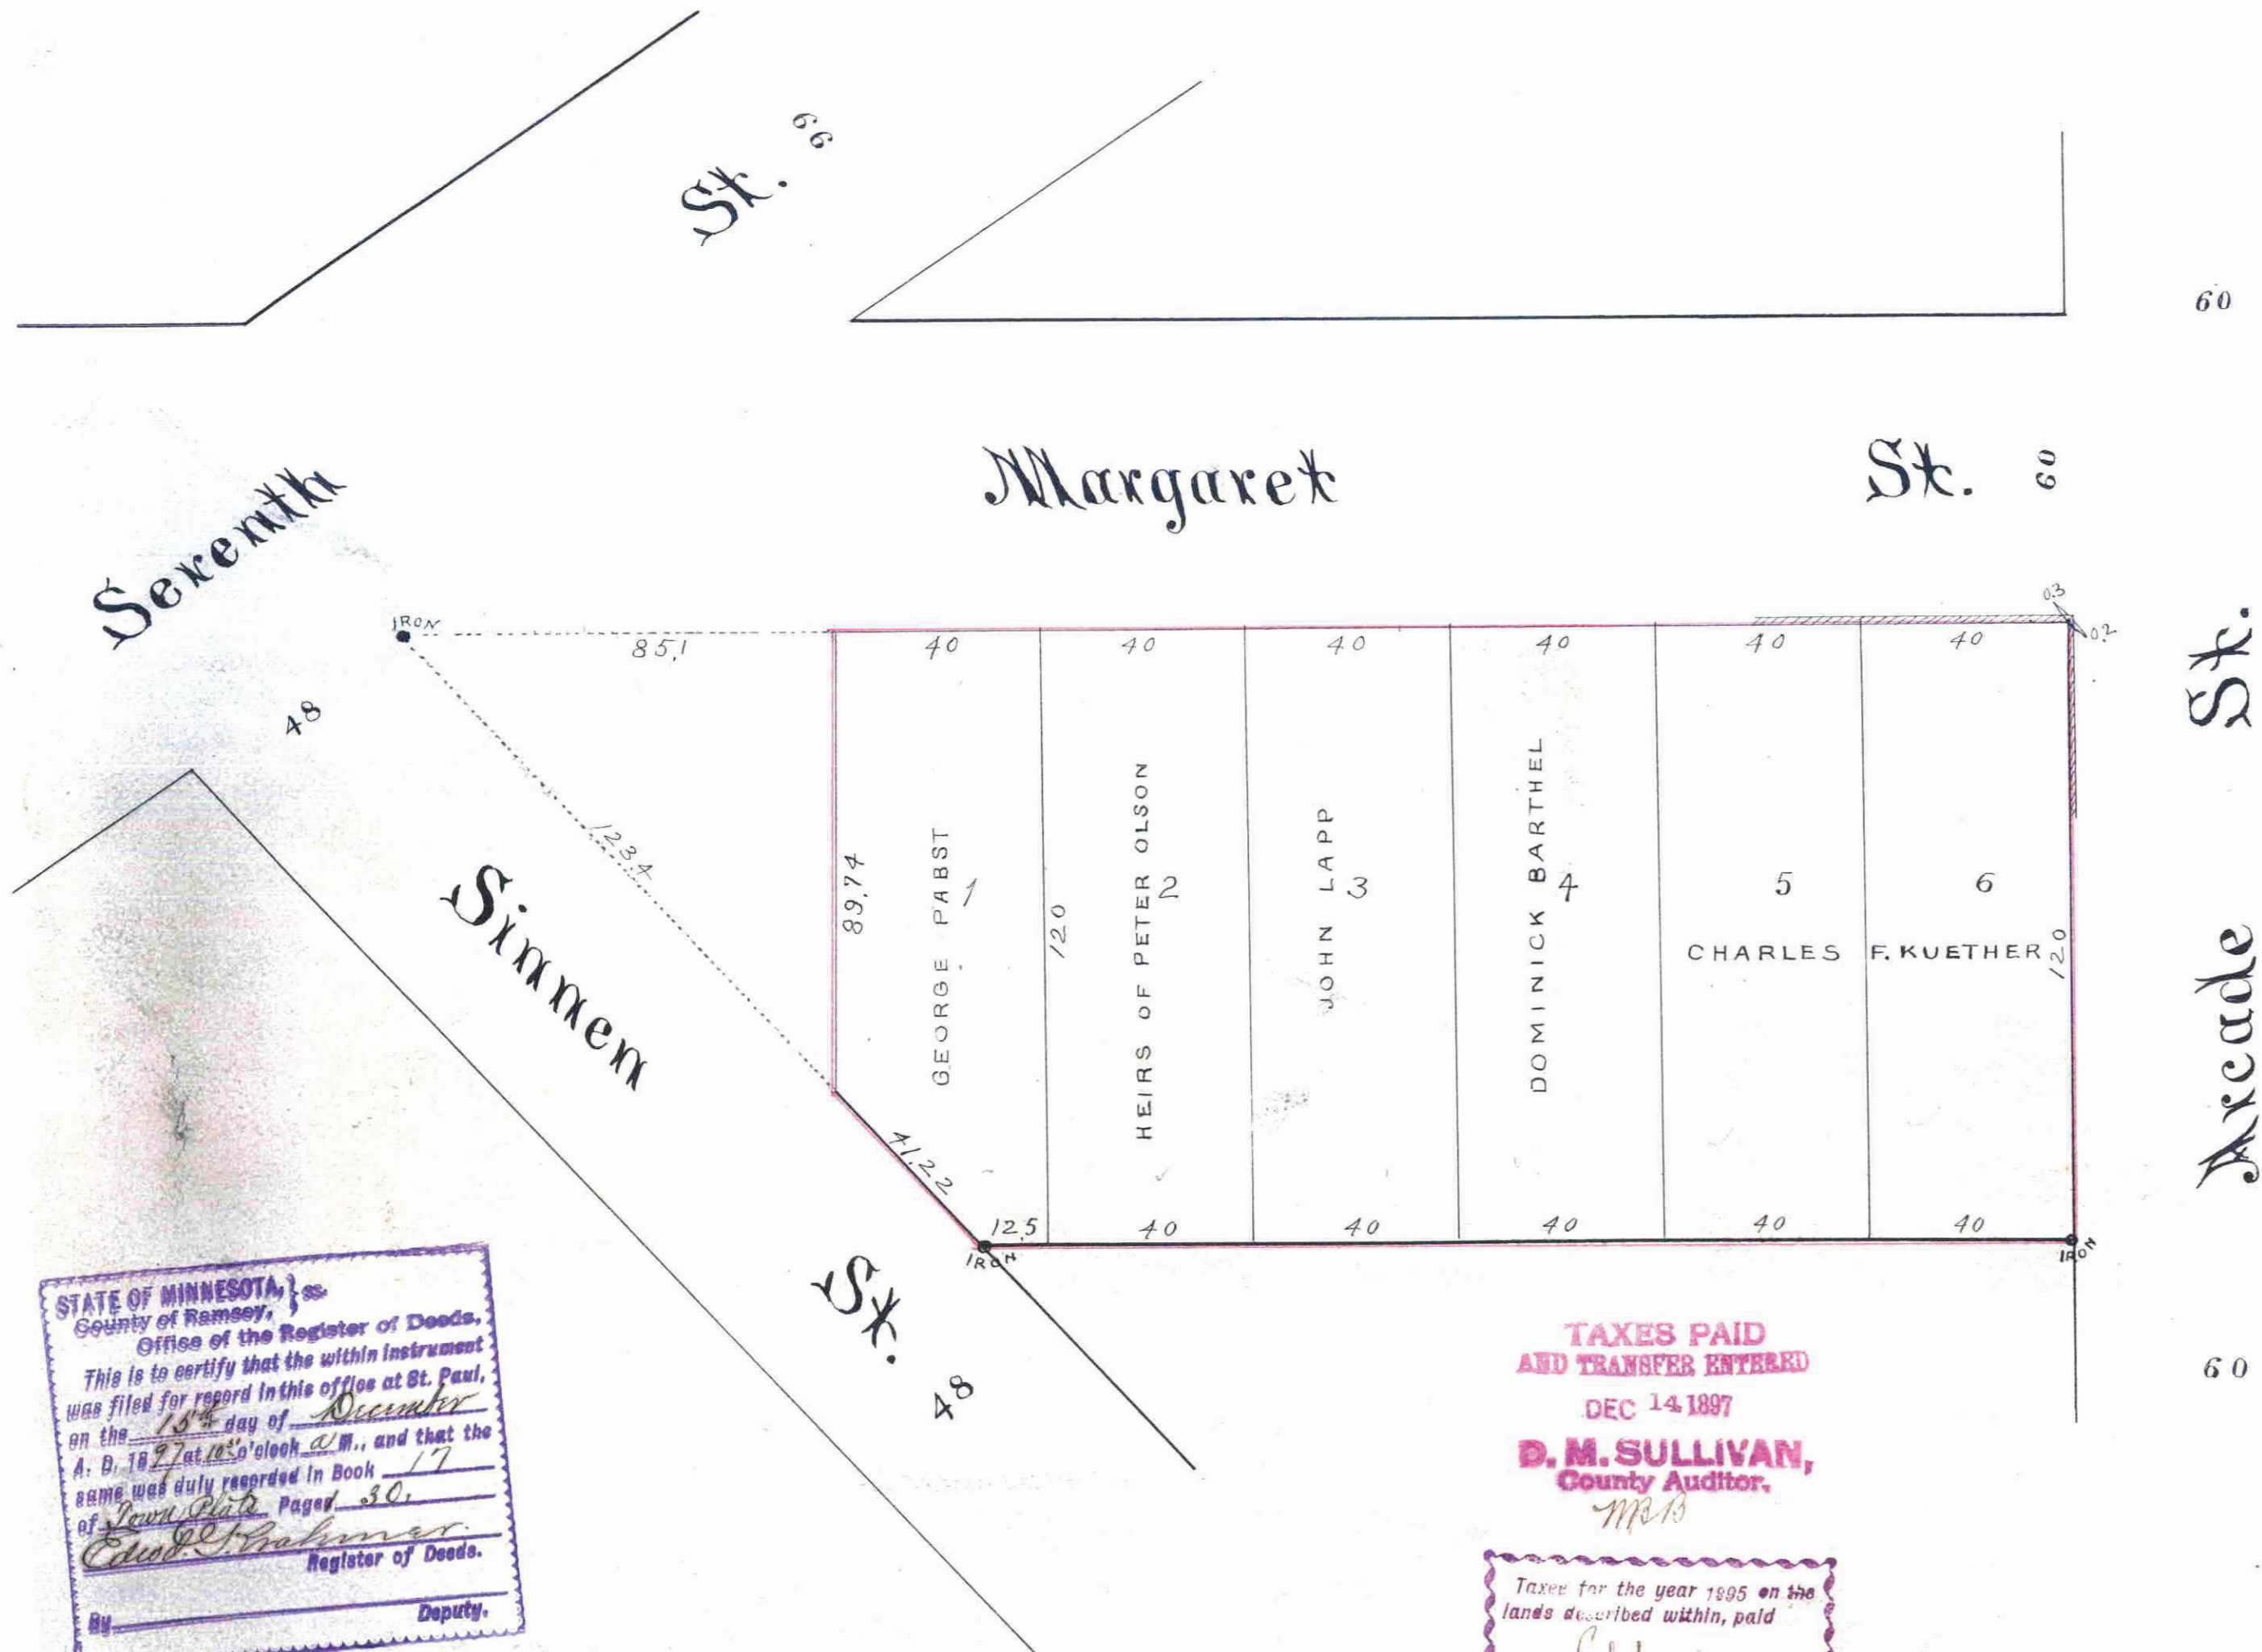 St. 66
60
Margaret St. 60
Seventh
IRON
85,1
40 40 40 40 40 40
0.3
0.2
48
123.4
89,74
GEORGE PABST
1
120
HEIRS OF PETER OLSON
2
JOHN LAPP
3
DOMINICK BARTHEL
4
5 6
CHARLES F. KUETHER
120
Arcade St.
Sinnen St. 48
41.22
12.5 40 40 40 40 40
IRON
IRON
60
STATE OF MINNESOTA, } ss.
County of Ramsey,
Office of the Register of Deeds,
This is to certify that the within instrument
was filed for record in this office at St. Paul,
on the 15th day of December
A. D. 1897 at 10 o'clock a M., and that the
same was duly recorded in Book 17
of Town Plats Paged 30.
Edwd. G. Krahmer.
Register of Deeds.
By Deputy.
TAXES PAID
AND TRANSFER ENTERED
DEC 14 1897
D. M. SULLIVAN,
County Auditor.
MBB
Taxes for the year 1895 on the
lands described within, paid